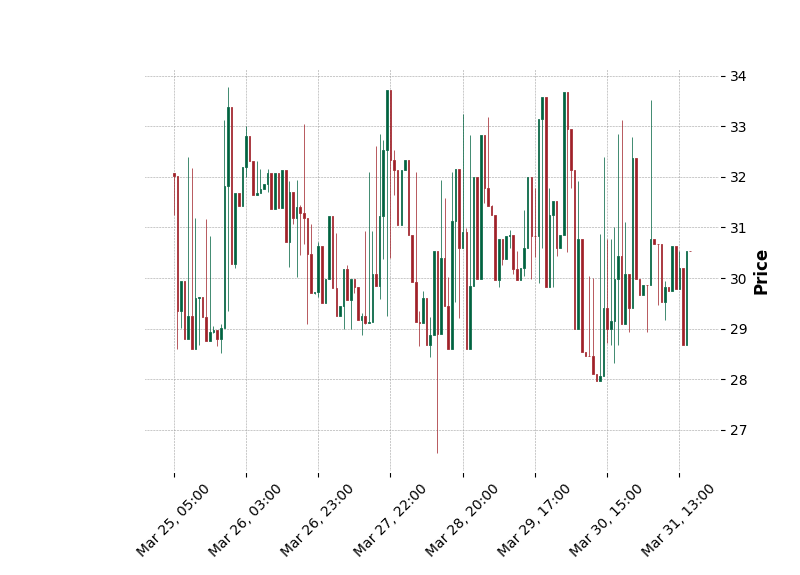 34
33
32
31
30
29
28
27
Price
Mar 25, 05:00
Mar 26, 03:00
Mar 26, 23:00
Mar 27, 22:00
Mar 28, 20:00
Mar 29, 17:00
Mar 30, 15:00
Mar 31, 13:00